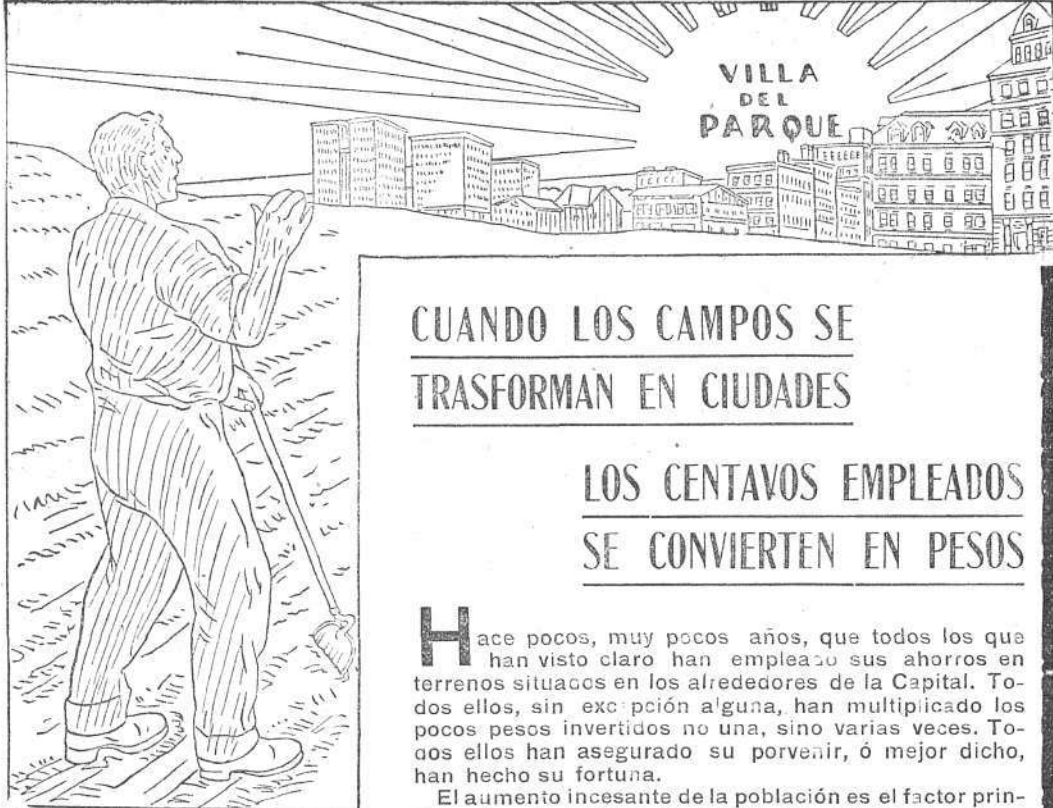 VILLA
DEL
PARQUE
CUANDO LOS CAMPOS SE
TRASFORMAN EN CIUDADES
LOS CENTAVOS EMPLEADOS
SE CONVIERTEN EN PESOS
Hace pocos, muy pocos años, que todos los que
han visto claro han empleado sus ahorros en
terrenos situados en los alrededores de la Capital. To-
dos ellos, sin excepción alguna, han multiplicado los
pocos pesos invertidos no una, sino varias veces. To-
dos ellos han asegurado su porvenir, ó mejor dicho,
han hecho su fortuna.
El aumento incesante de la población es el factor prin-